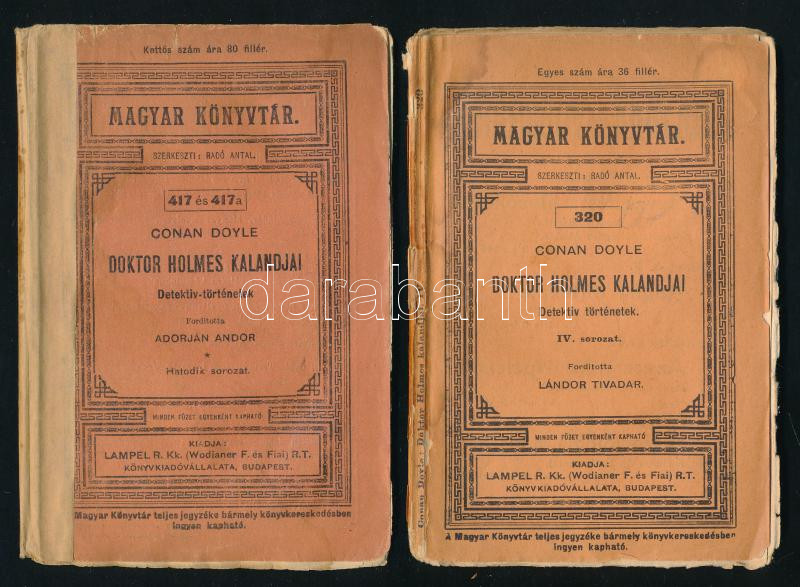 Kettős szám ára 80 fillér.
MAGYAR KÖNYVTÁR.
SZERKESZTI: RADÓ ANTAL.
417 és 417a
CONAN DOYLE
DOKTOR HOLMES KALANDJAI
Detektiv-történetek
Forditotta
ADORJÁN ANDOR
*
Hatodik sorozat.
MINDEN FÜZET EGYENKÉNT KAPHATÓ
KIADJA:
LAMPEL R. Kk. (Wodianer F. és Fiai) R.T.
KÖNYVKIADÓVÁLLALATA, BUDAPEST.
Magyar Könyvtár teljes jegyzéke bármely könyvkereskedésben
ingyen kapható.
Conan Doyle: Doktor Holmes kalandjai
320
Egyes szám ára 36 fillér.
MAGYAR KÖNYVTÁR.
SZERKESZTI: RADÓ ANTAL.
320
CONAN DOYLE
DOKTOR HOLMES KALANDJAI
Detektiv történetek.
IV. sorozat.
Forditotta
LÁNDOR TIVADAR.
MINDEN FÜZET EGYENKÉNT KAPHATÓ
KIADJA:
LAMPEL R. Kk. (Wodianer F. és Fiai) R.T.
KÖNYVKIADÓVÁLLALATA, BUDAPEST.
A Magyar Könyvtár teljes jegyzéke bármely könyvkereskedésben
ingyen kapható.
darabanth